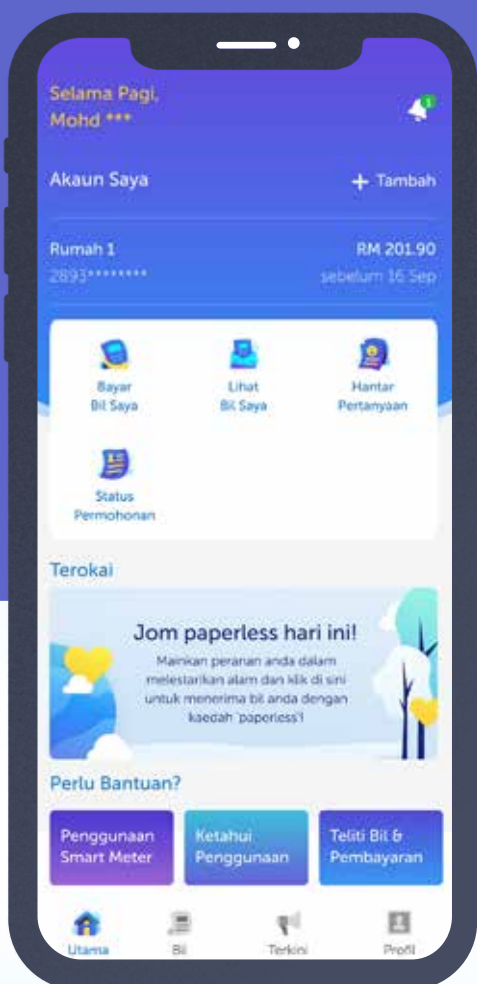 Selama Pagi,
Mohd ***
1
Akaun Saya
+ Tambah
Rumah 1
RM 201.90
2893********
sebelum 16 Sep
Bayar
Bil Saya
Lihat
Bil Saya
Hantar
Pertanyaan
Status
Permohonan
Terokai
Jom paperless hari ini!
Mainkan peranan anda dalam
melestarikan alam dan klik di sini
untuk menerima bil anda dengan
kaedah 'paperless'!
Perlu Bantuan?
Penggunaan
Smart Meter
Ketahui
Penggunaan
Teliti Bil &
Pembayaran
Utama
Bil
Terkini
Profil